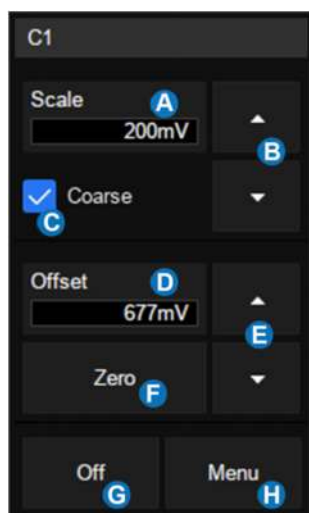 C1
Scale
A
200mV
B
Coarse
C
Offset
D
677mV
E
Zero
F
Off
G
Menu
H